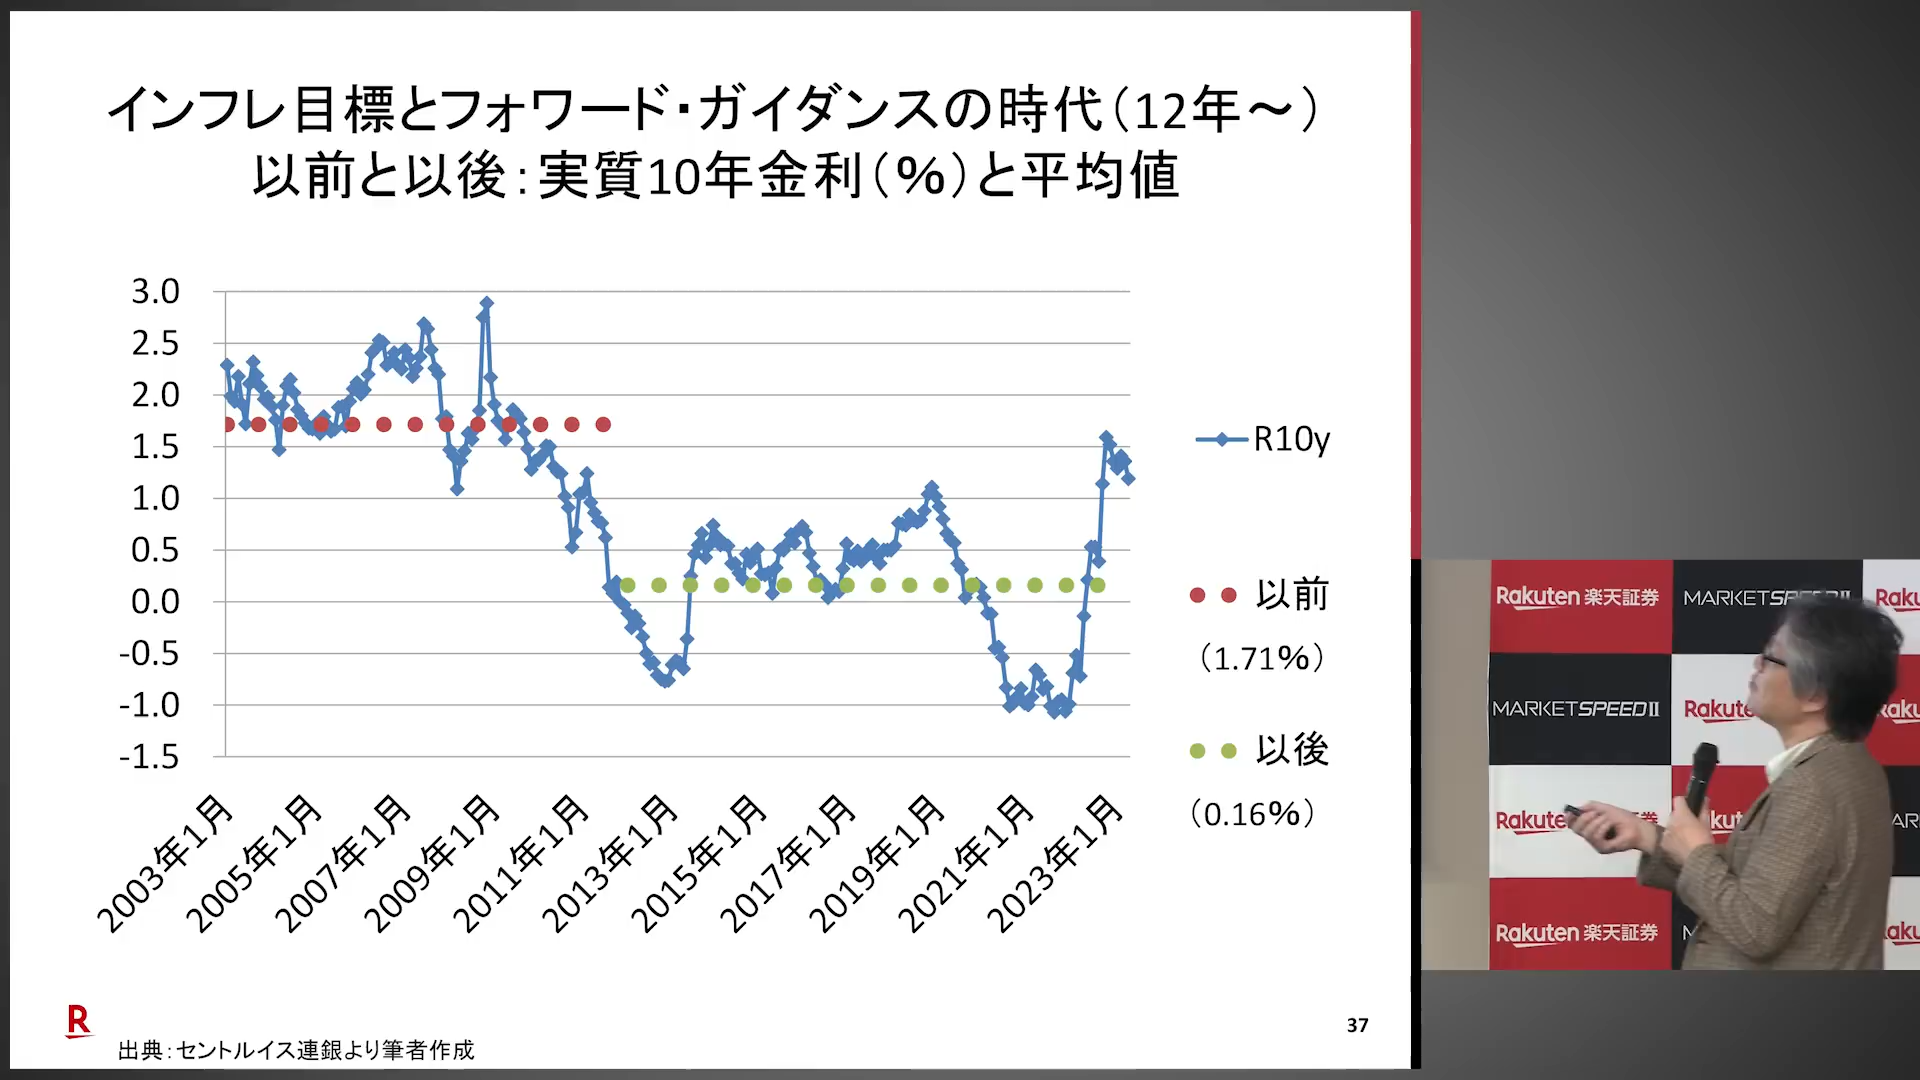 インフレ目標とフォワード・ガイダンスの時代（12年～）
以前と以後：実質10年金利（％）と平均値
3.0
2.5
2.0
1.5
1.0
0.5
0.0
-0.5
-1.0
-1.5
2003年1月
2005年1月
2007年1月
2009年1月
2011年1月
2013年1月
2015年1月
2017年1月
2019年1月
2021年1月
2023年1月
R10y
以前
（1.71％）
以後
（0.16％）
R
出典：セントルイス連銀より筆者作成
37
Rakuten 楽天証券
MARKETSPEEDⅡ
MARKETSPEEDⅡ
Rakuten 楽天証券